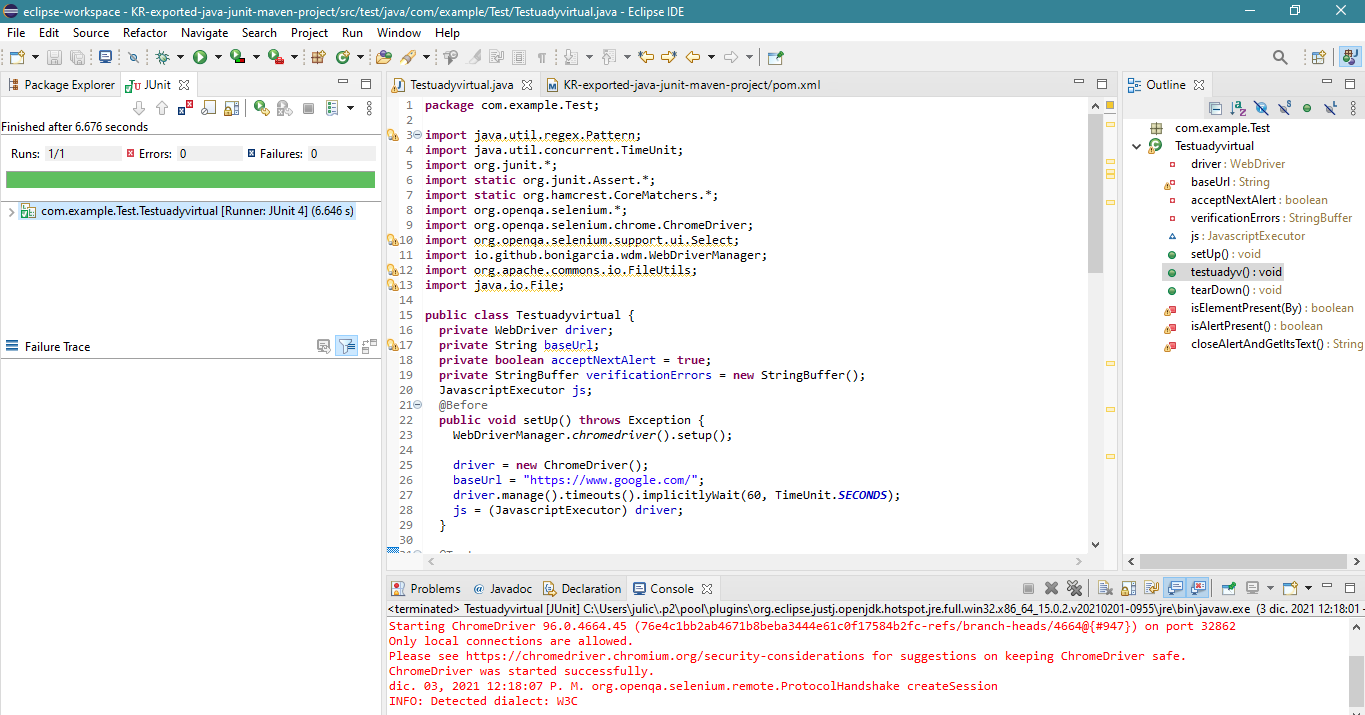 eclipse-workspace - KR-exported-java-junit-maven-project/src/test/java/com/example/Test/Testuadyvirtual.java - Eclipse IDE
File Edit Source Refactor Navigate Search Project Run Window Help
Package Explorer JUnit
Finished after 6.676 seconds
Runs: 1/1 Errors: 0 Failures: 0
com.example.Test.Testuadyvirtual [Runner: JUnit 4] (6.646 s)
Failure Trace
Testuadyvirtual.java KR-exported-java-junit-maven-project/pom.xml
1 package com.example.Test;
2
3 import java.util.regex.Pattern;
4 import java.util.concurrent.TimeUnit;
5 import org.junit.*;
6 import static org.junit.Assert.*;
7 import static org.hamcrest.CoreMatchers.*;
8 import org.openqa.selenium.*;
9 import org.openqa.selenium.chrome.ChromeDriver;
10 import org.openqa.selenium.support.ui.Select;
11 import io.github.bonigarcia.wdm.WebDriverManager;
12 import org.apache.commons.io.FileUtils;
13 import java.io.File;
14
15 public class Testuadyvirtual {
16 private WebDriver driver;
17 private String baseUrl;
18 private boolean acceptNextAlert = true;
19 private StringBuffer verificationErrors = new StringBuffer();
20 JavascriptExecutor js;
21 @Before
22 public void setUp() throws Exception {
23 WebDriverManager.chromedriver().setup();
24
25 driver = new ChromeDriver();
26 baseUrl = "https://www.google.com/";
27 driver.manage().timeouts().implicitlyWait(60, TimeUnit.SECONDS);
28 js = (JavascriptExecutor) driver;
29 }
30
Outline
com.example.Test
Testuadyvirtual
driver : WebDriver
baseUrl : String
acceptNextAlert : boolean
verificationErrors : StringBuffer
js : JavascriptExecutor
setUp() : void
testuadyv() : void
tearDown() : void
isElementPresent(By) : boolean
isAlertPresent() : boolean
closeAlertAndGetItsText() : String
Problems @ Javadoc Declaration Console
<terminated> Testuadyvirtual [JUnit] C:\Users\julic\.p2\pool\plugins\org.eclipse.justj.openjdk.hotspot.jre.full.win32.x86_64_15.0.2.v20210201-0955\jre\bin\javaw.exe (3 dic. 2021 12:18:01 -
Starting ChromeDriver 96.0.4664.45 (76e4c1bb2ab4671b8beba3444e61c0f17584b2fc-refs/branch-heads/4664@{#947}) on port 32862
Only local connections are allowed.
Please see https://chromedriver.chromium.org/security-considerations for suggestions on keeping ChromeDriver safe.
ChromeDriver was started successfully.
dic. 03, 2021 12:18:07 P. M. org.openqa.selenium.remote.ProtocolHandshake createSession
INFO: Detected dialect: W3C